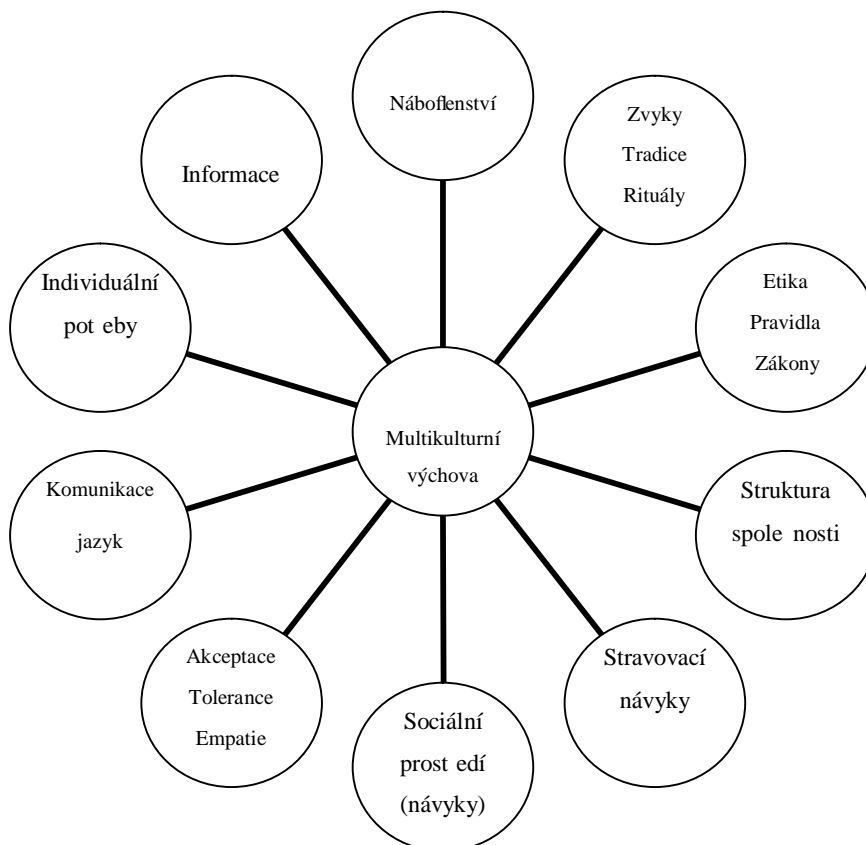 Náboflenství
Zvyky
Tradice
Rituály
Informace
Etika
Pravidla
Zákony
Individuální
pot eby
Multikulturní
výchova
Struktura
spole nosti
Komunikace
jazyk
Stravovací
návyky
Akceptace
Tolerance
Empatie
Sociální
prost edí
(návyky)